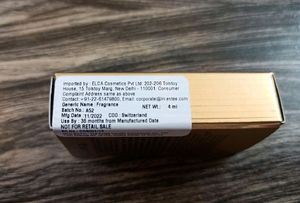 Imported by : ELCA Cosmetics Pvt Ltd. 202-206 Tolstoy
House, 15 Tolstoy Marg, New Delhi - 110001. Consumer
Complaint Address same as above
Contact :+91-22-61479800, Email: corporate@in.estee.com
Generic Name : Fragrance
Batch No : A52 NT. WT.: 4 ml
Mfg Date : 11/2022 COO : Switzerland
Use By : 36 months from Manufactured Date
NOT FOR RETAIL SALE